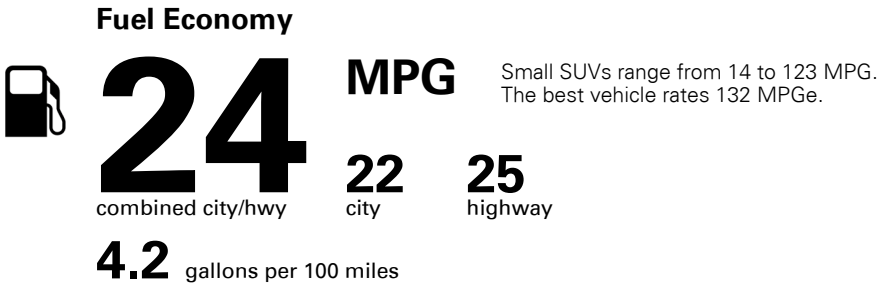 Fuel Economy
24 MPG
Small SUVs range from 14 to 123 MPG.
The best vehicle rates 132 MPGe.
combined city/hwy
22
city
25
highway
4.2 gallons per 100 miles